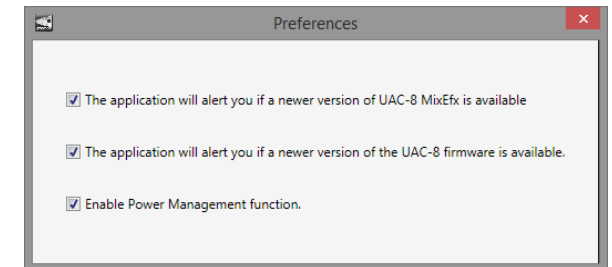 Preferences
The application will alert you if a newer version of UAC-8 MixEfx is available
The application will alert you if a newer version of the UAC-8 firmware is available.
Enable Power Management function.